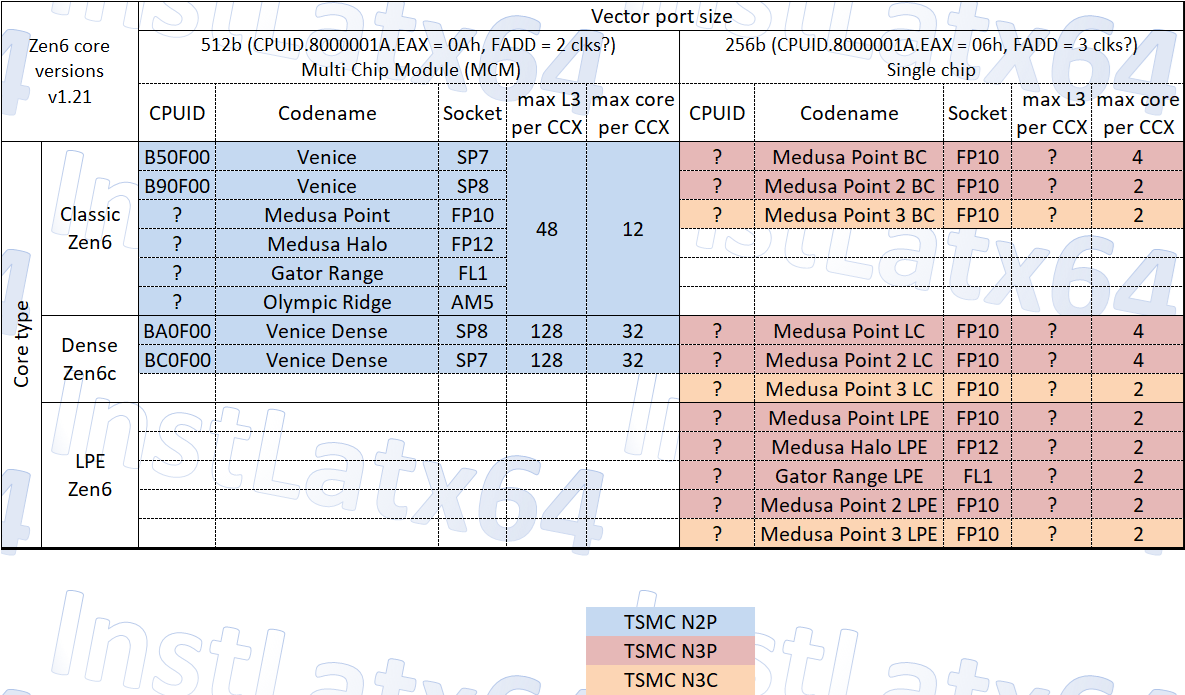 Vector port size
Zen6 core
versions
v1.21
512b (CPUID.8000001A.EAX = 0Ah, FADD = 2 clks?)
Multi Chip Module (MCM)
256b (CPUID.8000001A.EAX = 06h, FADD = 3 clks?)
Single chip
CPUID Codename Socket max L3 per CCX max core per CCX CPUID Codename Socket max L3 per CCX max core per CCX
Core type
Classic
Zen6
B50F00 Venice SP7 48 12 ? Medusa Point BC FP10 ? 4
B90F00 Venice SP8 ? Medusa Point 2 BC FP10 ? 2
? Medusa Point FP10 ? Medusa Point 3 BC FP10 ? 2
? Medusa Halo FP12
? Gator Range FL1
? Olympic Ridge AM5
Dense
Zen6c
BA0F00 Venice Dense SP8 128 32 ? Medusa Point LC FP10 ? 4
BC0F00 Venice Dense SP7 128 32 ? Medusa Point 2 LC FP10 ? 4
? Medusa Point 3 LC FP10 ? 2
LPE
Zen6
? Medusa Point LPE FP10 ? 2
? Medusa Halo LPE FP12 ? 2
? Gator Range LPE FL1 ? 2
? Medusa Point 2 LPE FP10 ? 2
? Medusa Point 3 LPE FP10 ? 2
TSMC N2P
TSMC N3P
TSMC N3C
InstLatx64